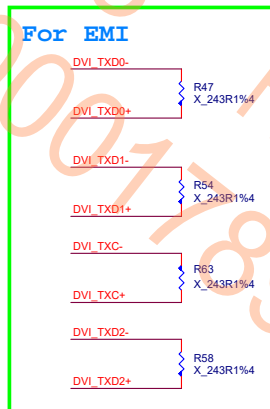 For EMI
DVI_TXD0-
R47
X_243R1%4
DVI_TXD0+
DVI_TXD1-
R54
X_243R1%4
DVI_TXD1+
DVI_TXC-
R63
X_243R1%4
DVI_TXC+
DVI_TXD2-
R58
X_243R1%4
DVI_TXD2+